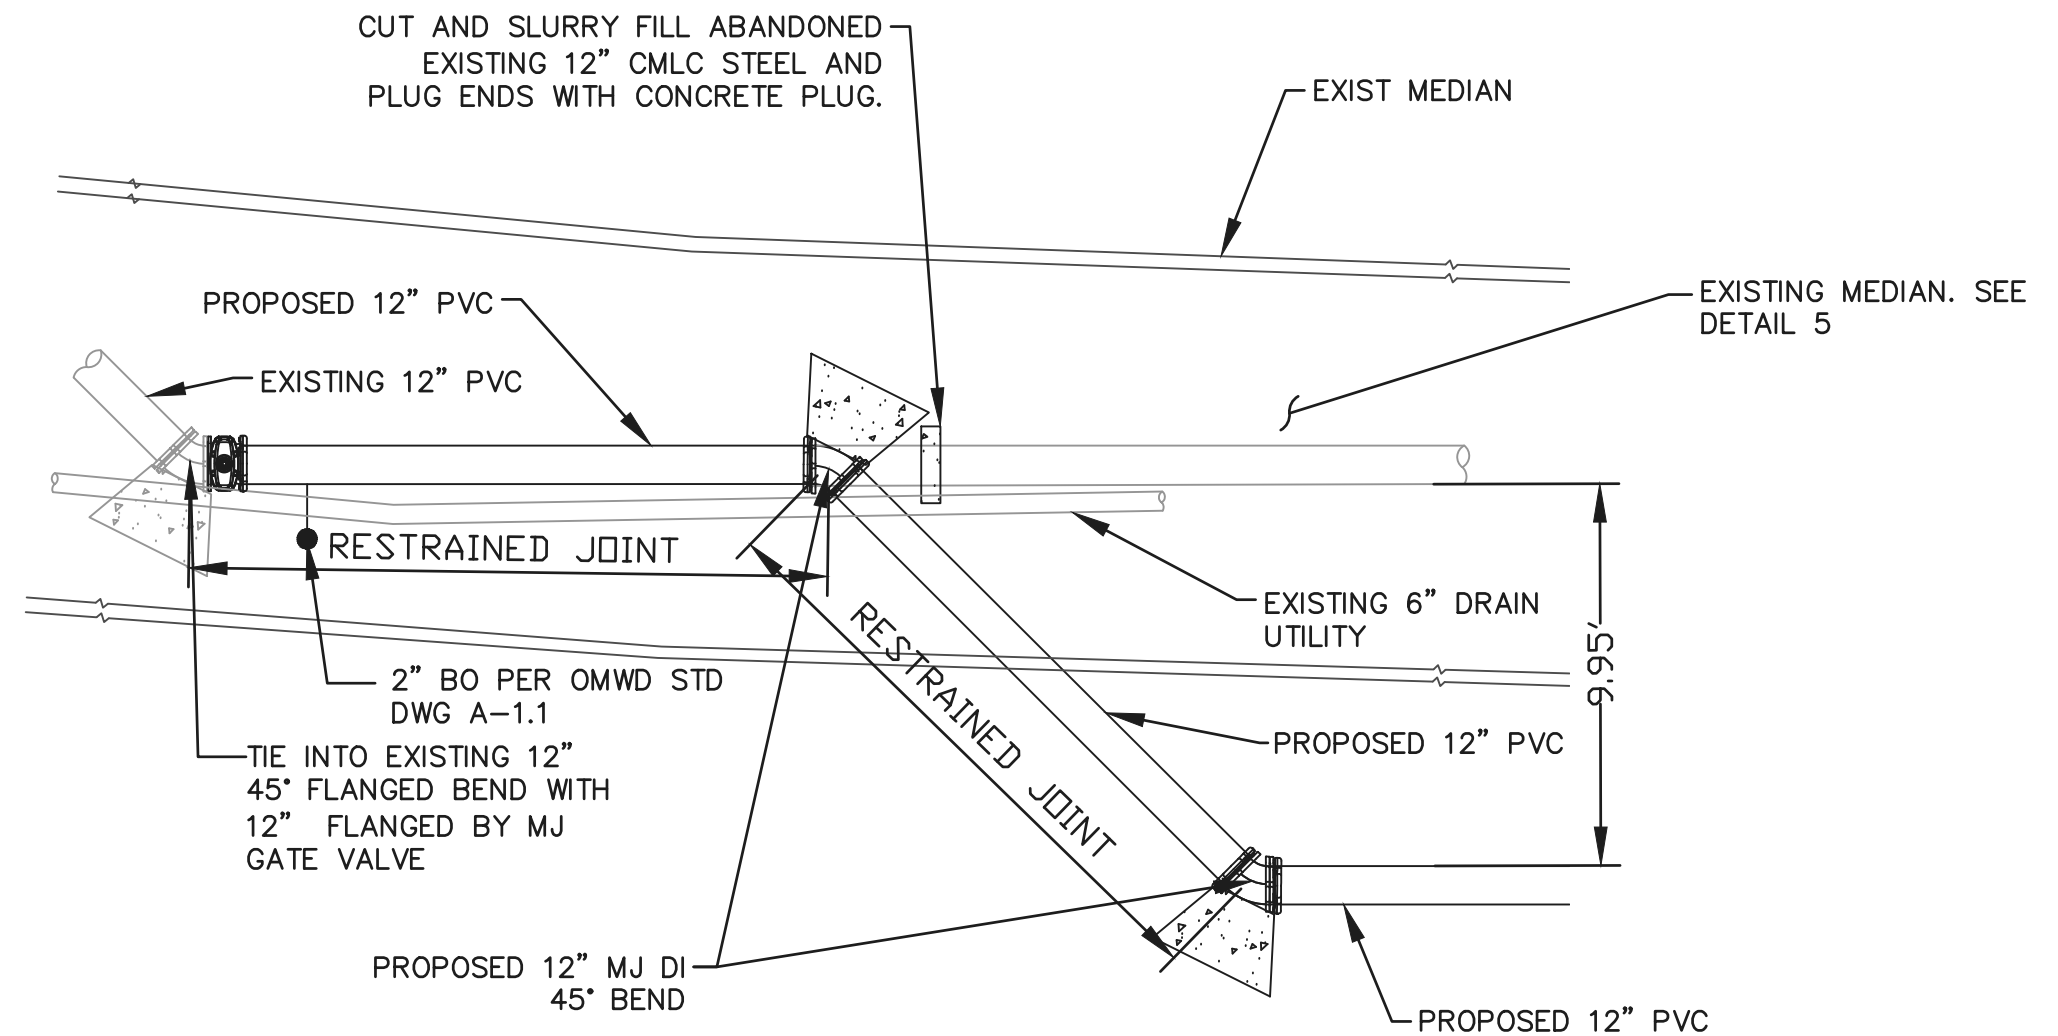 CUT AND SLURRY FILL ABANDONED
EXISTING 12" CMLC STEEL AND
PLUG ENDS WITH CONCRETE PLUG.
EXIST MEDIAN
EXISTING MEDIAN. SEE
DETAIL 5
PROPOSED 12" PVC
EXISTING 12" PVC
RESTRAINED JOINT
EXISTING 6" DRAIN
UTILITY
9.95'
RESTRAINED JOINT
2" BO PER OMWD STD
DWG A-1.1
PROPOSED 12" PVC
TIE INTO EXISTING 12"
45° FLANGED BEND WITH
12" FLANGED BY MJ
GATE VALVE
PROPOSED 12" MJ DI
45° BEND
PROPOSED 12" PVC